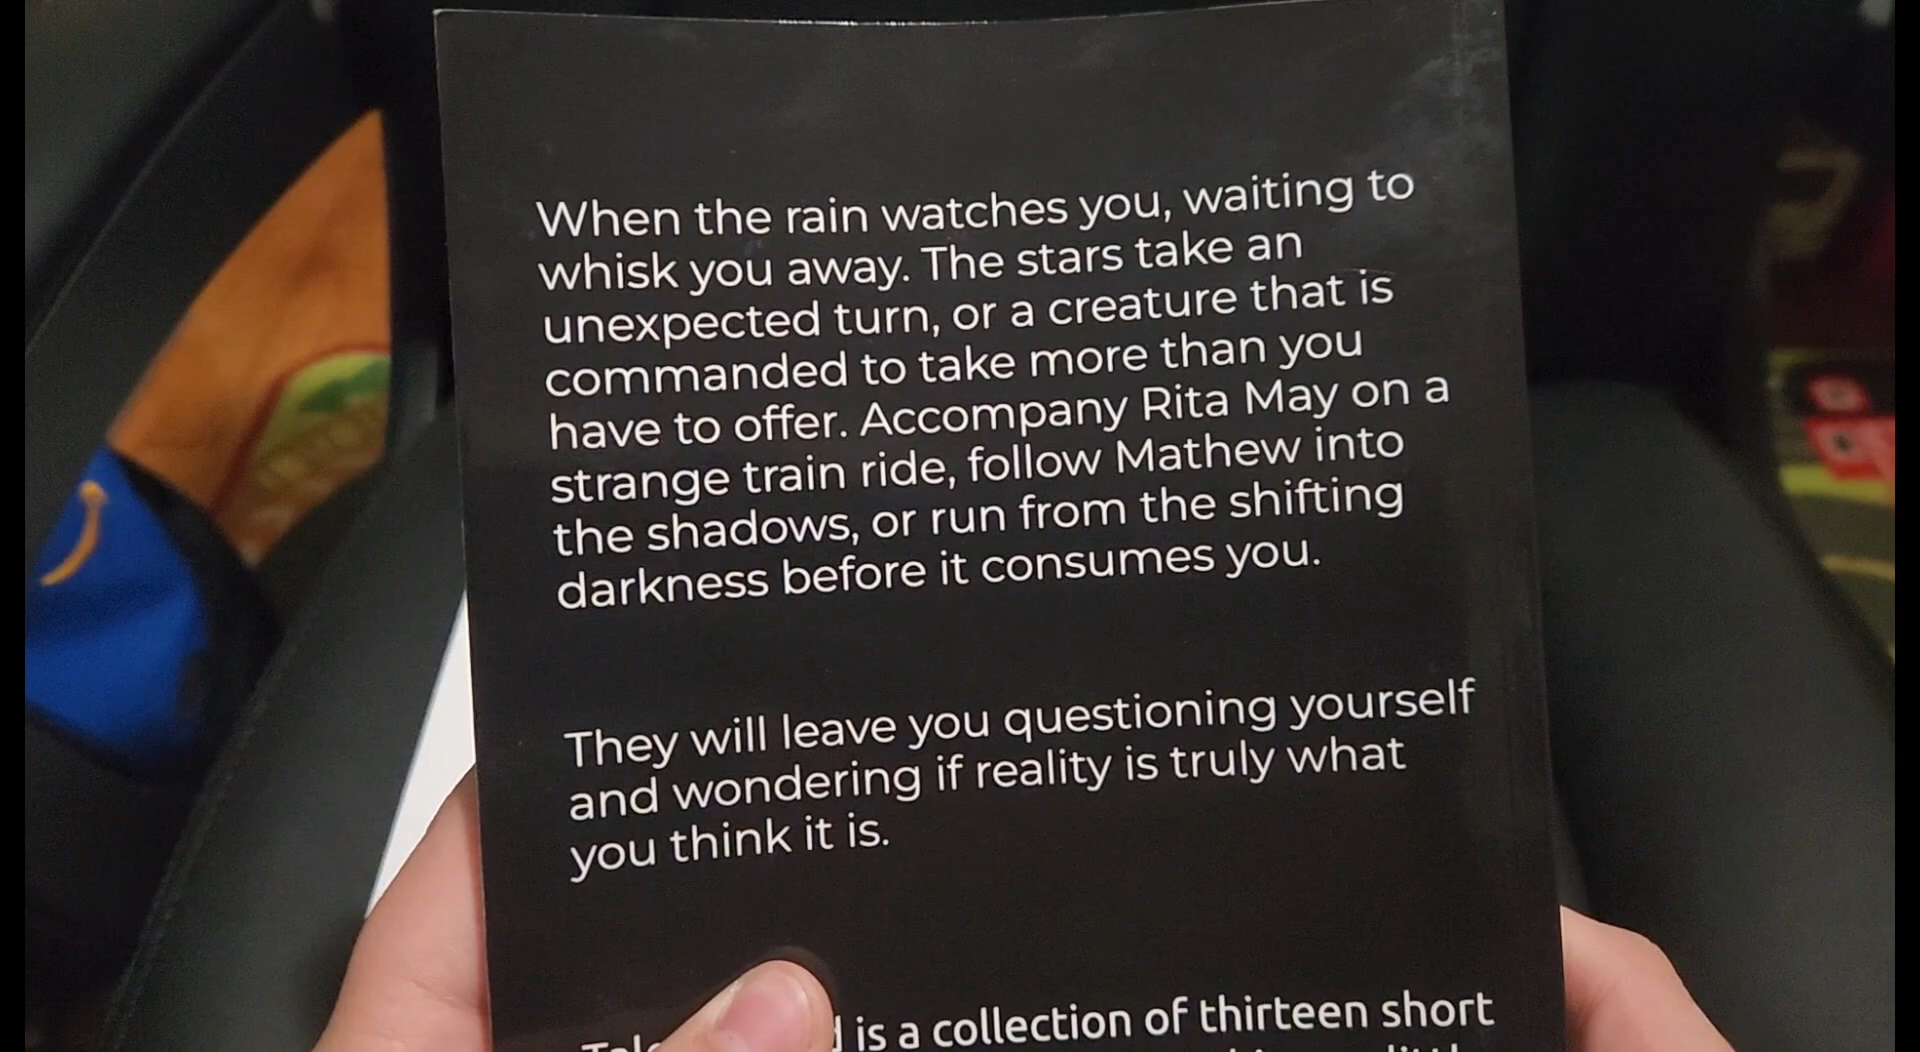 When the rain watches you, waiting to
whisk you away. The stars take an
unexpected turn, or a creature that is
commanded to take more than you
have to offer. Accompany Rita May on a
strange train ride, follow Mathew into
the shadows, or run from the shifting
darkness before it consumes you.
They will leave you questioning yourself
and wondering if reality is truly what
you think it is.
is a collection of thirteen short